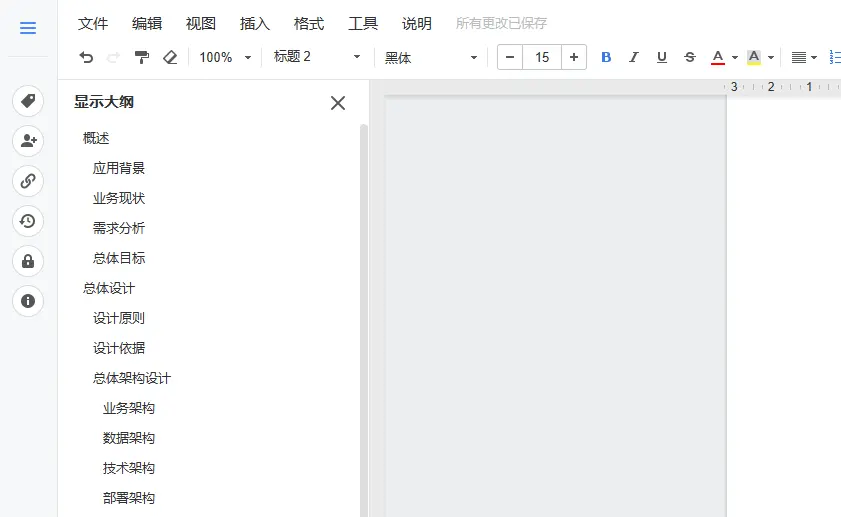 文件 编辑 视图 插入 格式 工具 说明 所有更改已保存
100% 标题 2 黑体 − 15 + B I U S A A
3 2 1
显示大纲
概述
应用背景
业务现状
需求分析
总体目标
总体设计
设计原则
设计依据
总体架构设计
业务架构
数据架构
技术架构
部署架构